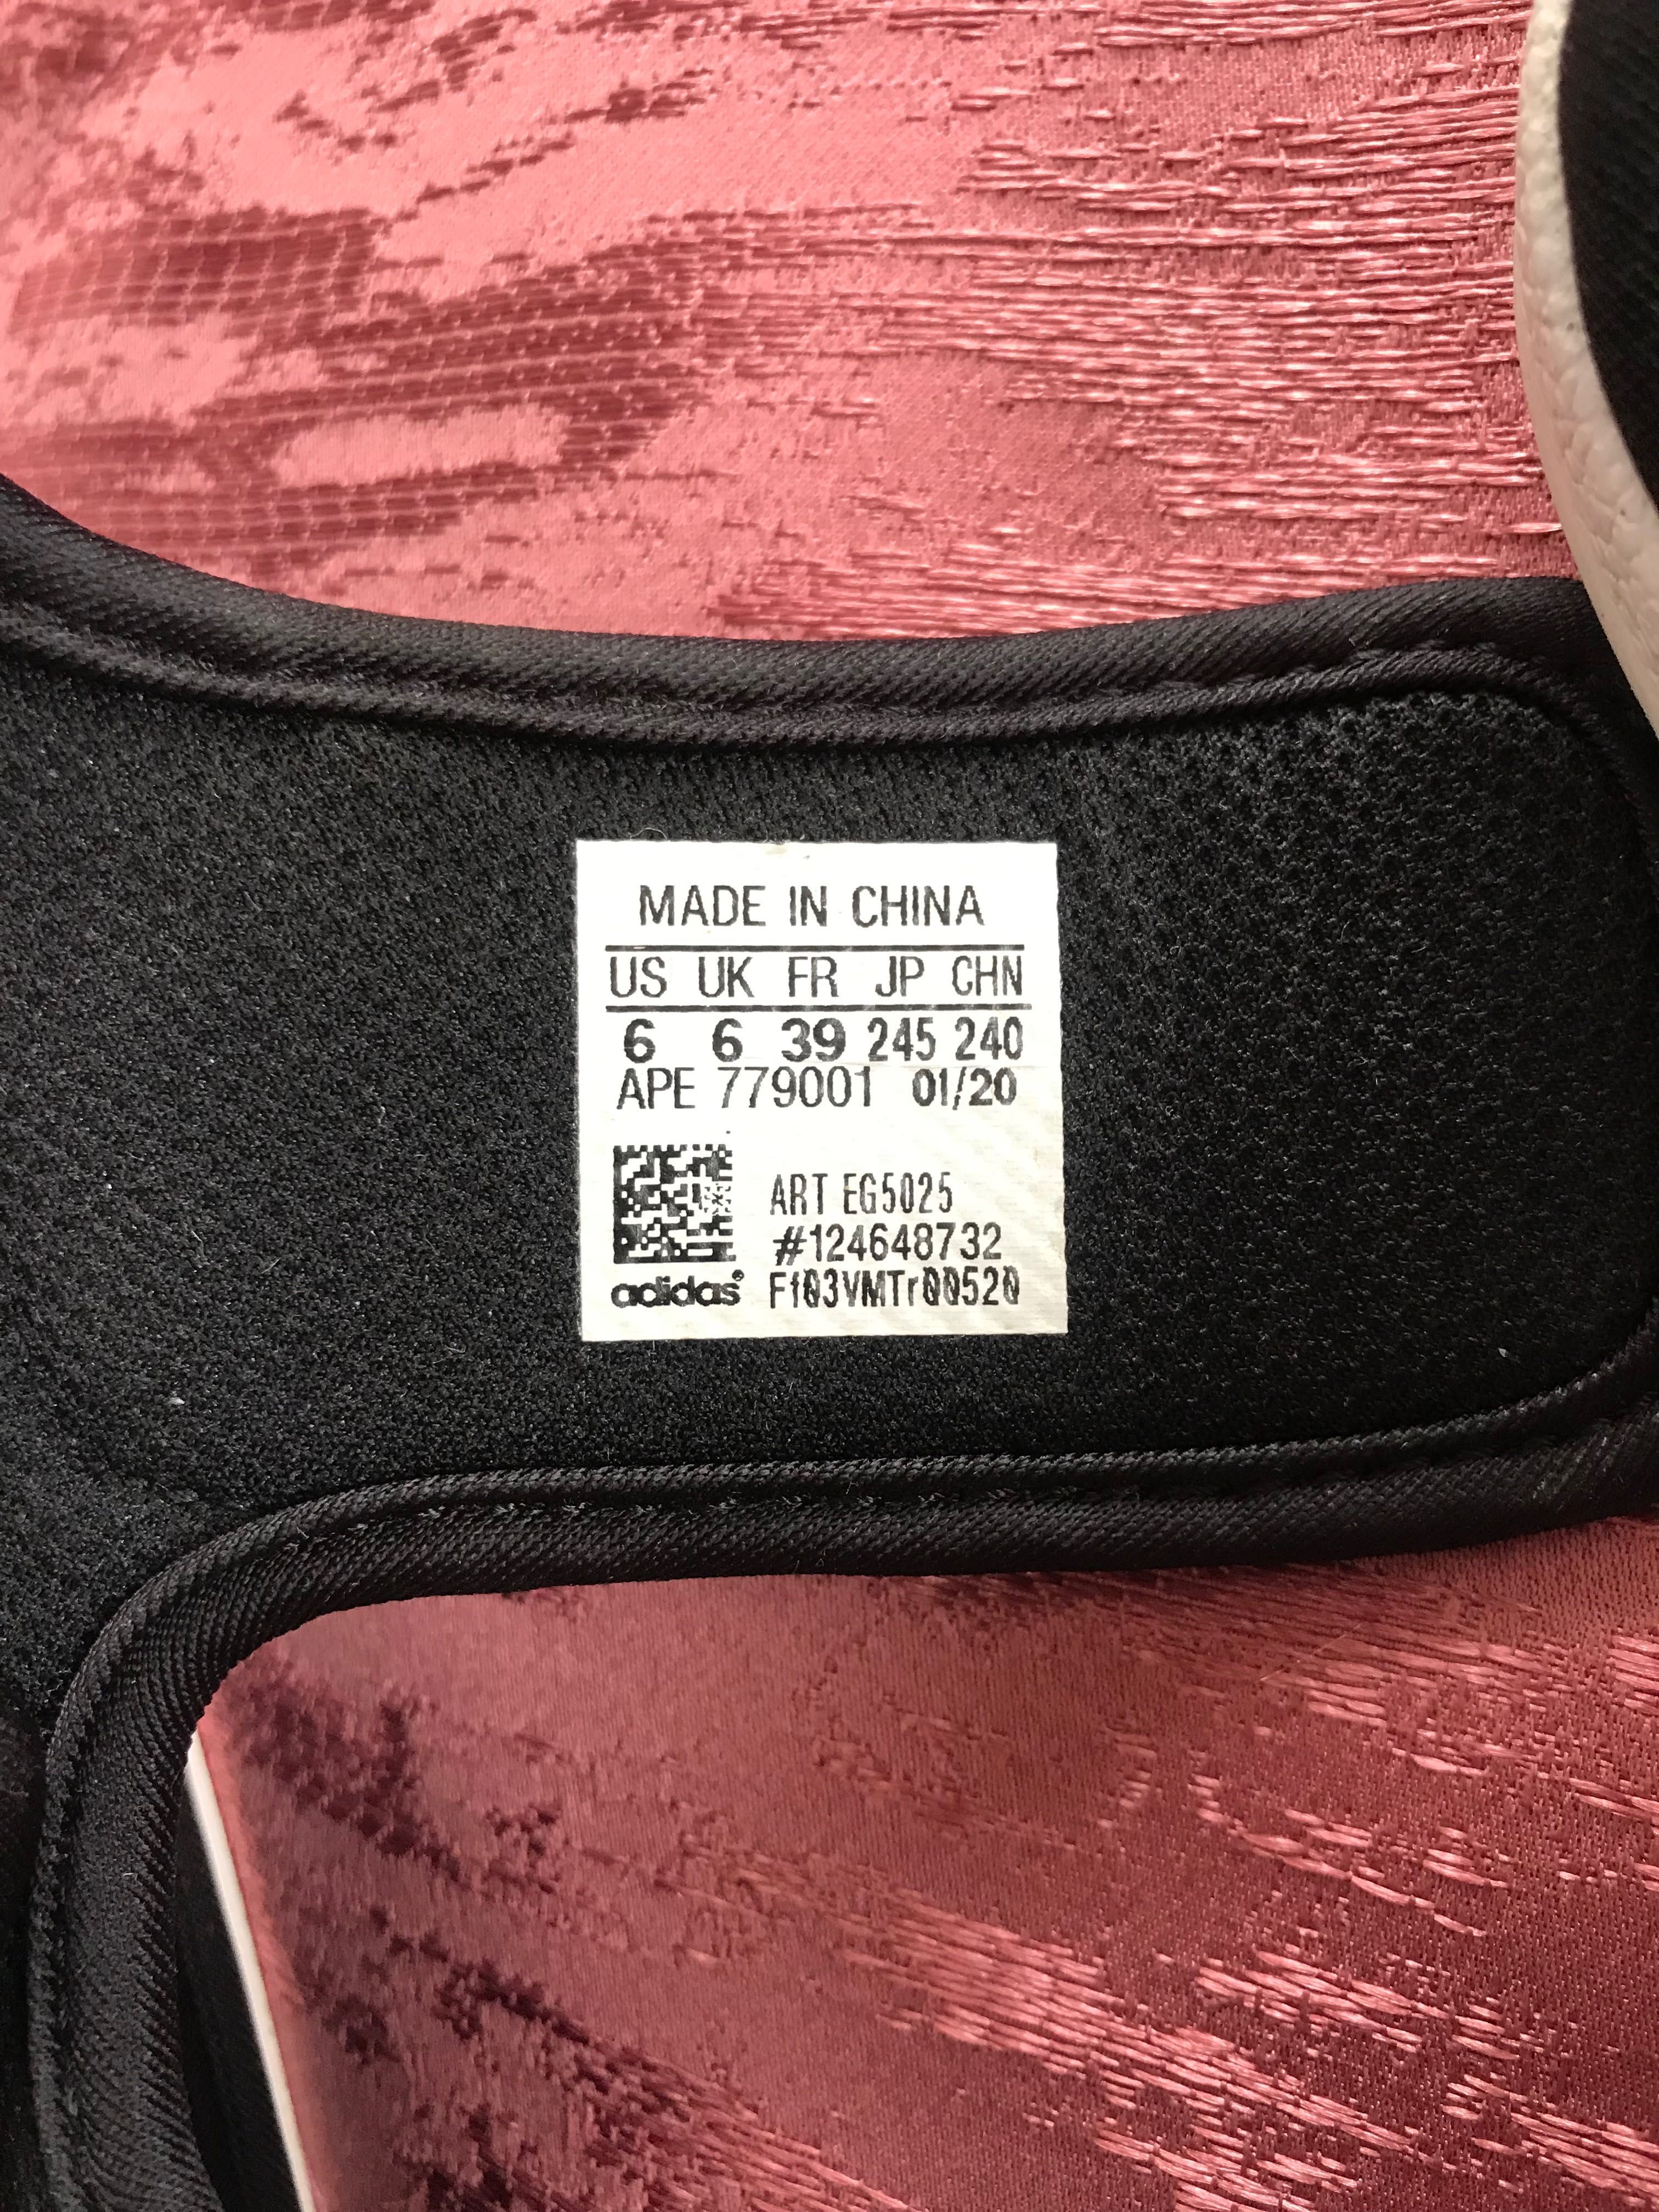 MADE IN CHINA
US UK FR JP CHN
6 6 39 245 240
APE 779001 01/20
ART EG5025
#124648732
adidas® Ff03VMTr00520